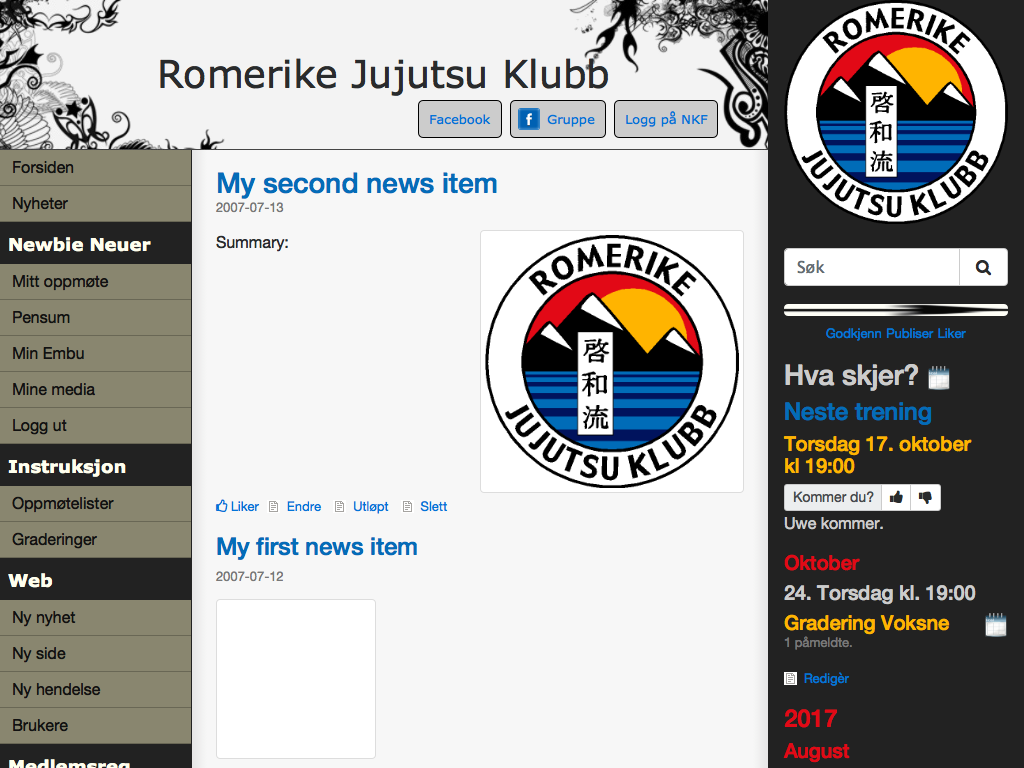 Romerike Jujutsu Klubb
Facebook
Gruppe
Logg på NKF
Forsiden
Nyheter
Newbie Neuer
Mitt oppmøte
Pensum
Min Embu
Mine media
Logg ut
Instruksjon
Oppmøtelister
Graderinger
Web
Ny nyhet
Ny side
Ny hendelse
Brukere
Medlemsreg
My second news item
2007-07-13
Summary:
ROMERIKE
啓和流
JUJUTSU KLUBB
Liker Endre Utløpt Slett
My first news item
2007-07-12
ROMERIKE
啓和流
JUJUTSU KLUBB
Søk
Godkjenn Publiser Liker
Hva skjer?
Neste trening
Torsdag 17. oktober
kl 19:00
Kommer du?
Uwe kommer.
Oktober
24. Torsdag kl. 19:00
Gradering Voksne
1 påmeldte.
Redigèr
2017
August